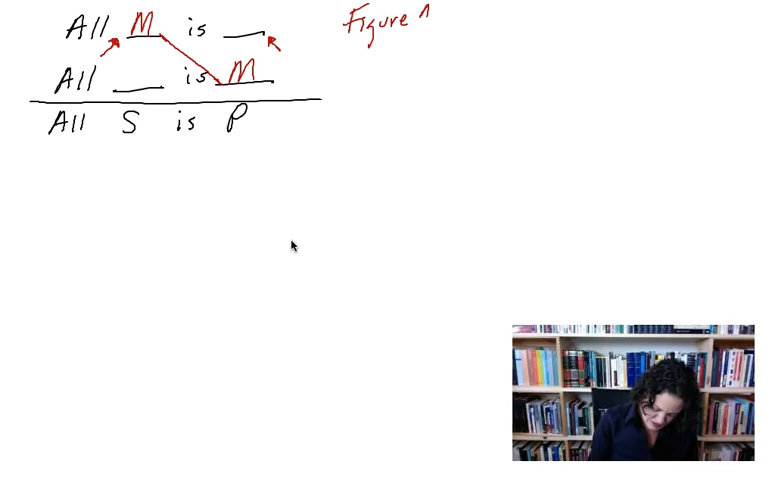 All M is ___ Figure 1
All ___ is M
All S is P